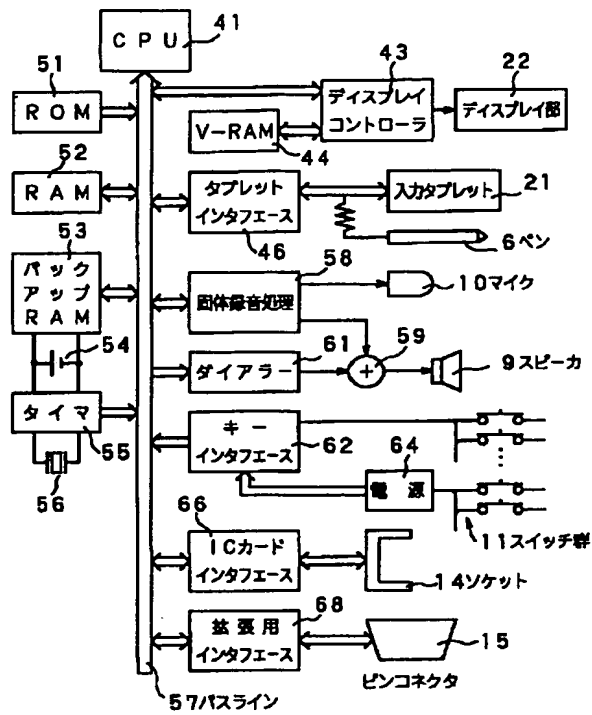 CPU
41
51
ROM
43
ディスプレイ
コントローラ
22
ディスプレイ部
V-RAM
44
52
RAM
タブレット
インタフェース
46
入力タブレット
21
6ペン
53
バック
アップ
RAM
58
固体録音処理
10マイク
54
61
ダイアラー
59
+
9スピーカ
タイマ
55
56
キー
インタフェース
62
64
電源
11スイッチ群
66
ICカード
インタフェース
14ソケット
68
拡張用
インタフェース
15
ピンコネクタ
57バスライン